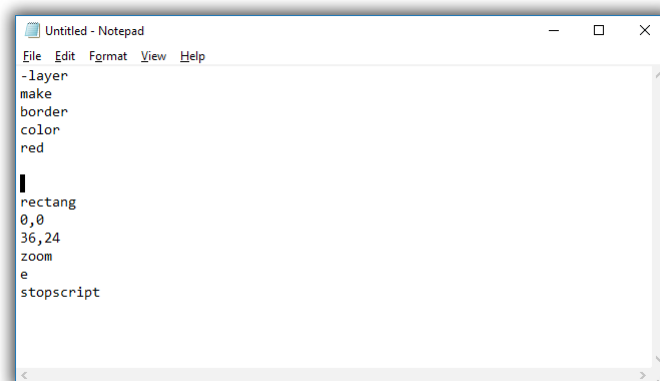 Untitled - Notepad
File Edit Format View Help
-layer
make
border
color
red
rectang
0,0
36,24
zoom
e
stopscript